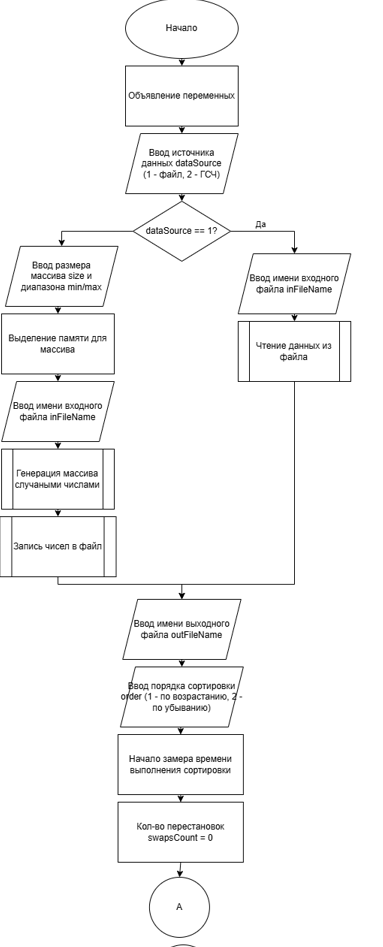 Начало
Объявление переменных
Ввод источника
данных dataSource
(1 - файл, 2 - ГСЧ)
dataSource == 1?
Да
Ввод размера
массива size и
диапазона min/max
Выделение памяти для
массива
Ввод имени входного
файла inFileName
Генерация массива
случаными числами
Запись чисел в файл
Ввод имени входного
файла inFileName
Чтение данных из
файла
Ввод имени выходного
файла outFileName
Ввод порядка сортировки
order (1 - по возрастанию, 2 -
по убыванию)
Начало замера времени
выполнения сортировки
Кол-во перестановок
swapsCount = 0
А